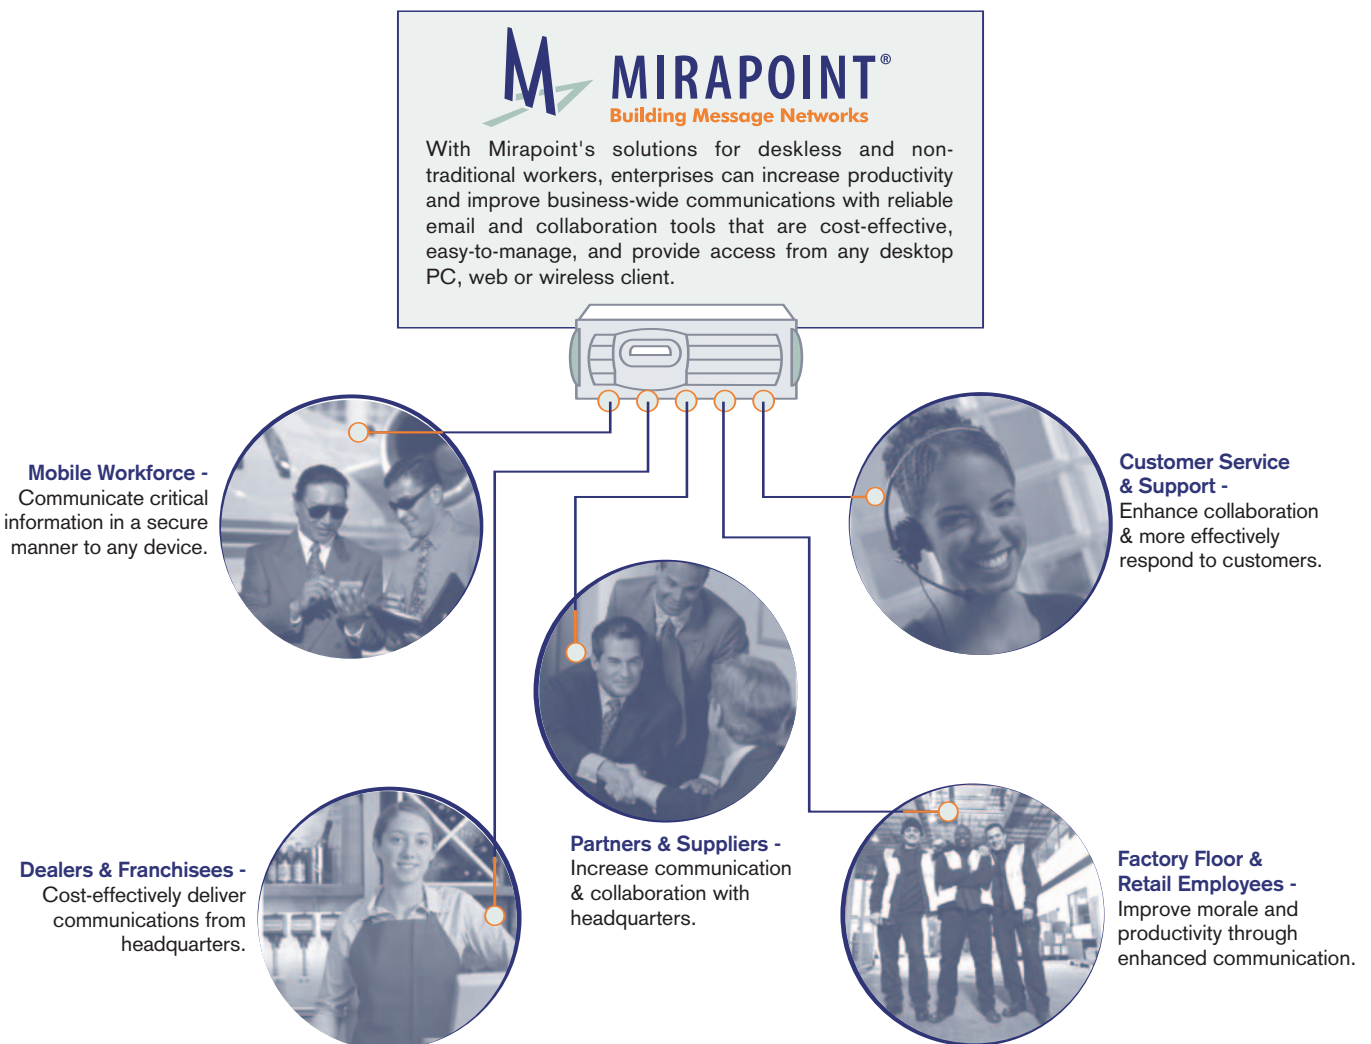 MIRAPOINT®
Building Message Networks
With Mirapoint's solutions for deskless and non-
traditional workers, enterprises can increase productivity
and improve business-wide communications with reliable
email and collaboration tools that are cost-effective,
easy-to-manage, and provide access from any desktop
PC, web or wireless client.
Mobile Workforce -
Communicate critical
information in a secure
manner to any device.
Customer Service
& Support -
Enhance collaboration
& more effectively
respond to customers.
Dealers & Franchisees -
Cost-effectively deliver
communications from
headquarters.
Partners & Suppliers -
Increase communication
& collaboration with
headquarters.
Factory Floor &
Retail Employees -
Improve morale and
productivity through
enhanced communication.